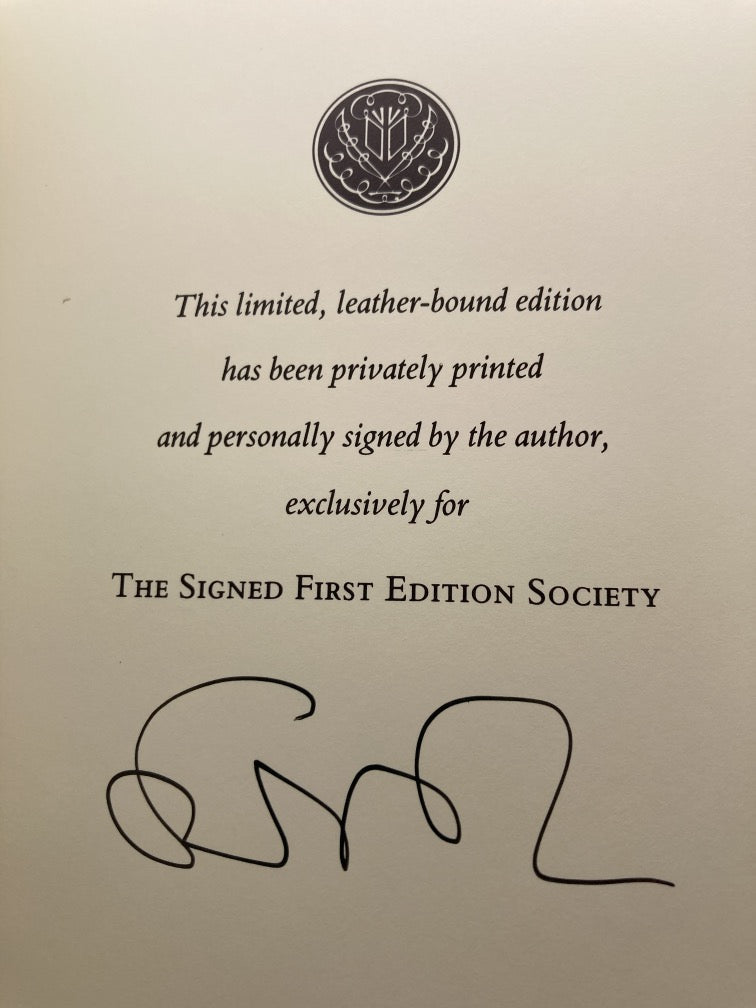 This limited, leather-bound edition
has been privately printed
and personally signed by the author,
exclusively for
THE SIGNED FIRST EDITION SOCIETY